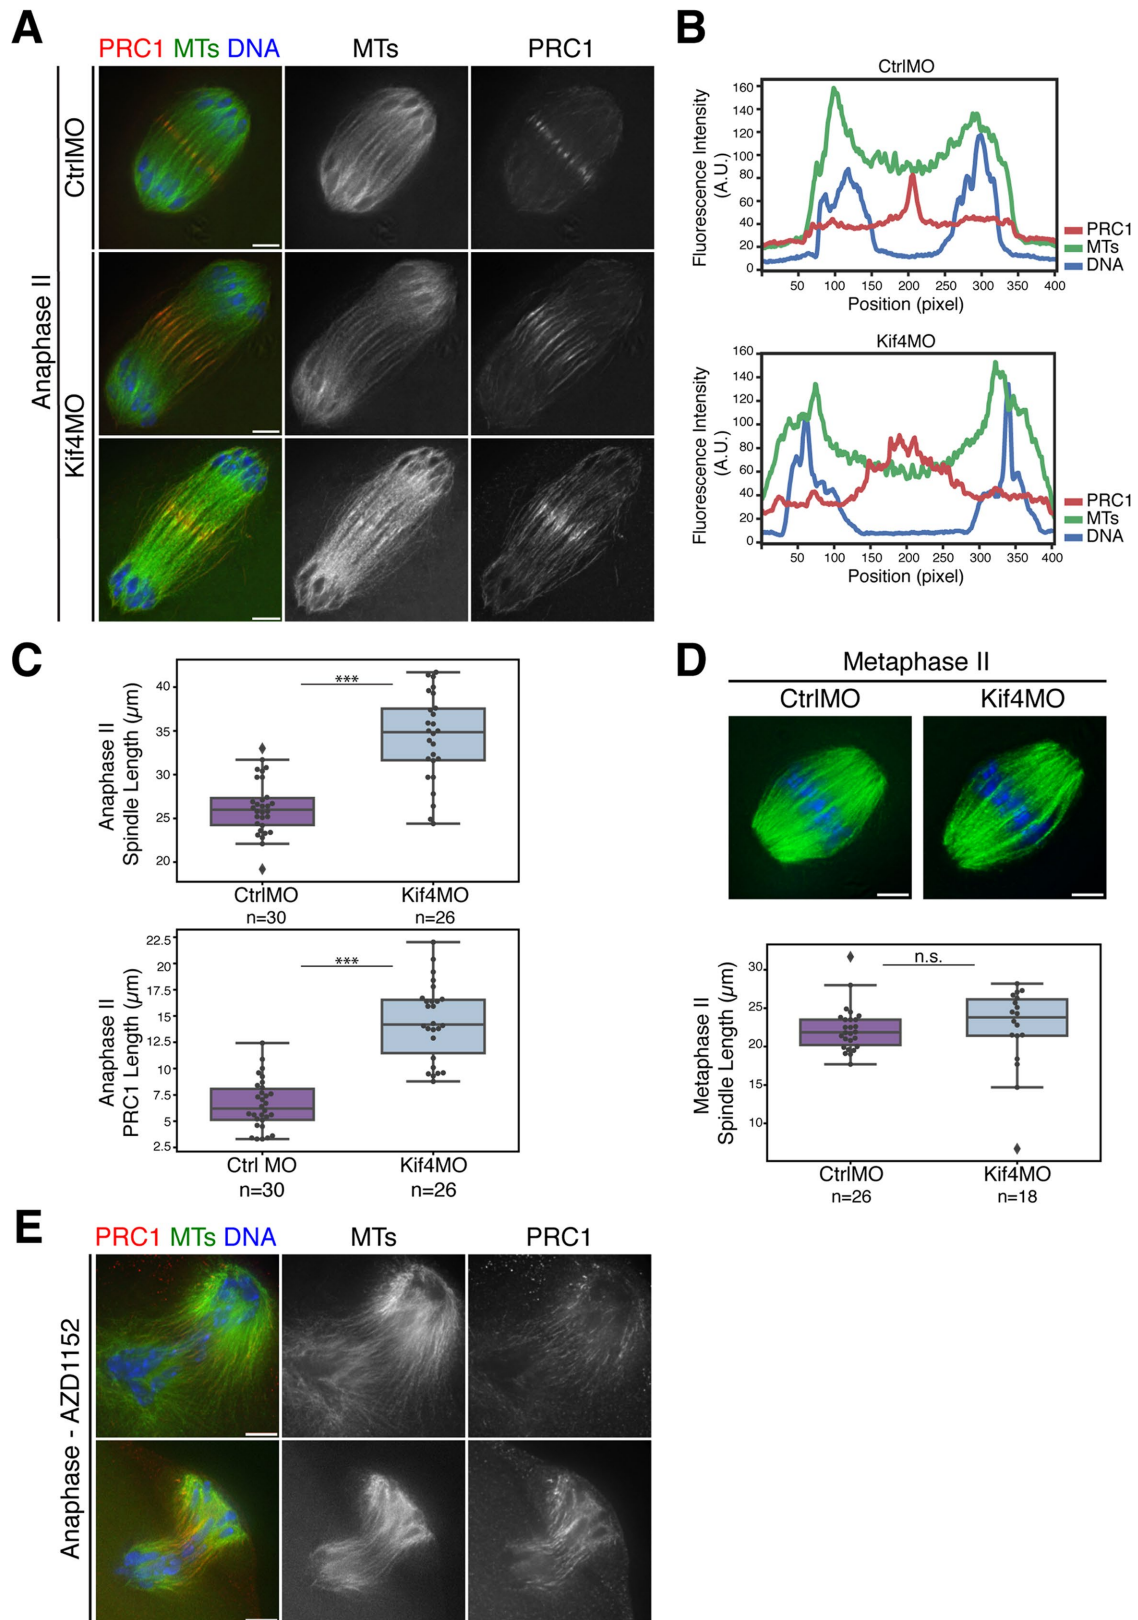 A
PRC1 MTs DNA
MTs
PRC1
Anaphase II
CtrlMO
Kif4MO
B
CtrlMO
Fluorescence Intensity
(A.U.)
160
140
120
100
80
60
40
20
0
50 100 150 200 250 300 350 400
Position (pixel)
PRC1
MTs
DNA
Kif4MO
Fluorescence Intensity
(A.U.)
160
140
120
100
80
60
40
20
0
50 100 150 200 250 300 350 400
Position (pixel)
PRC1
MTs
DNA
C
Anaphase II
Spindle Length (µm)
40
35
30
25
20
***
CtrlMO
n=30
Kif4MO
n=26
Anaphase II
PRC1 Length (µm)
22.5
20
17.5
15
12.5
10
7.5
5
2.5
***
Ctrl MO
n=30
Kif4MO
n=26
D
Metaphase II
CtrlMO
Kif4MO
Metaphase II
Spindle Length (µm)
30
25
20
15
10
n.s.
CtrlMO
n=26
Kif4MO
n=18
E
PRC1 MTs DNA
MTs
PRC1
Anaphase - AZD1152